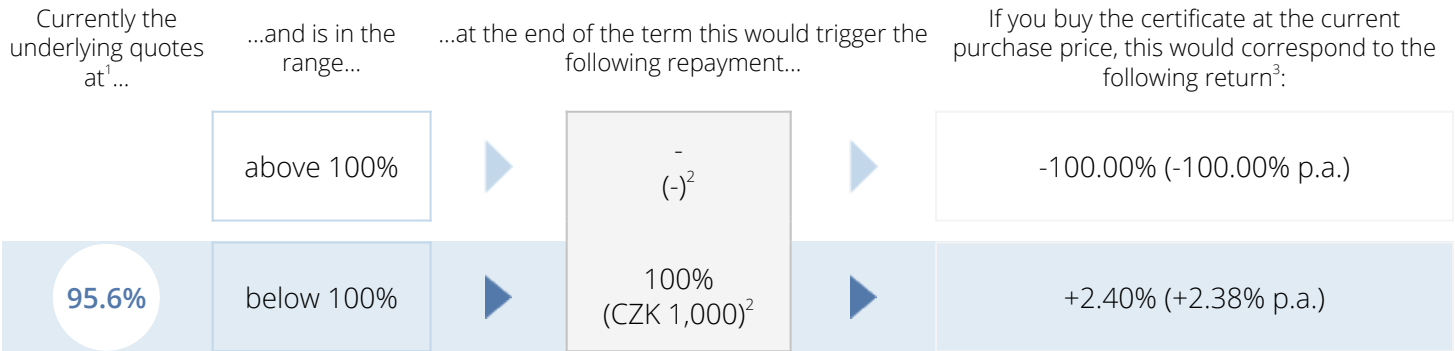 Currently the
underlying quotes
at¹...
...and is in the
range...
...at the end of the term this would trigger the
following repayment...
If you buy the certificate at the current
purchase price, this would correspond to the
following return³:
above 100%
-
(-)²
-100.00% (-100.00% p.a.)
95.6%
below 100%
100%
(CZK 1,000)²
+2.40% (+2.38% p.a.)